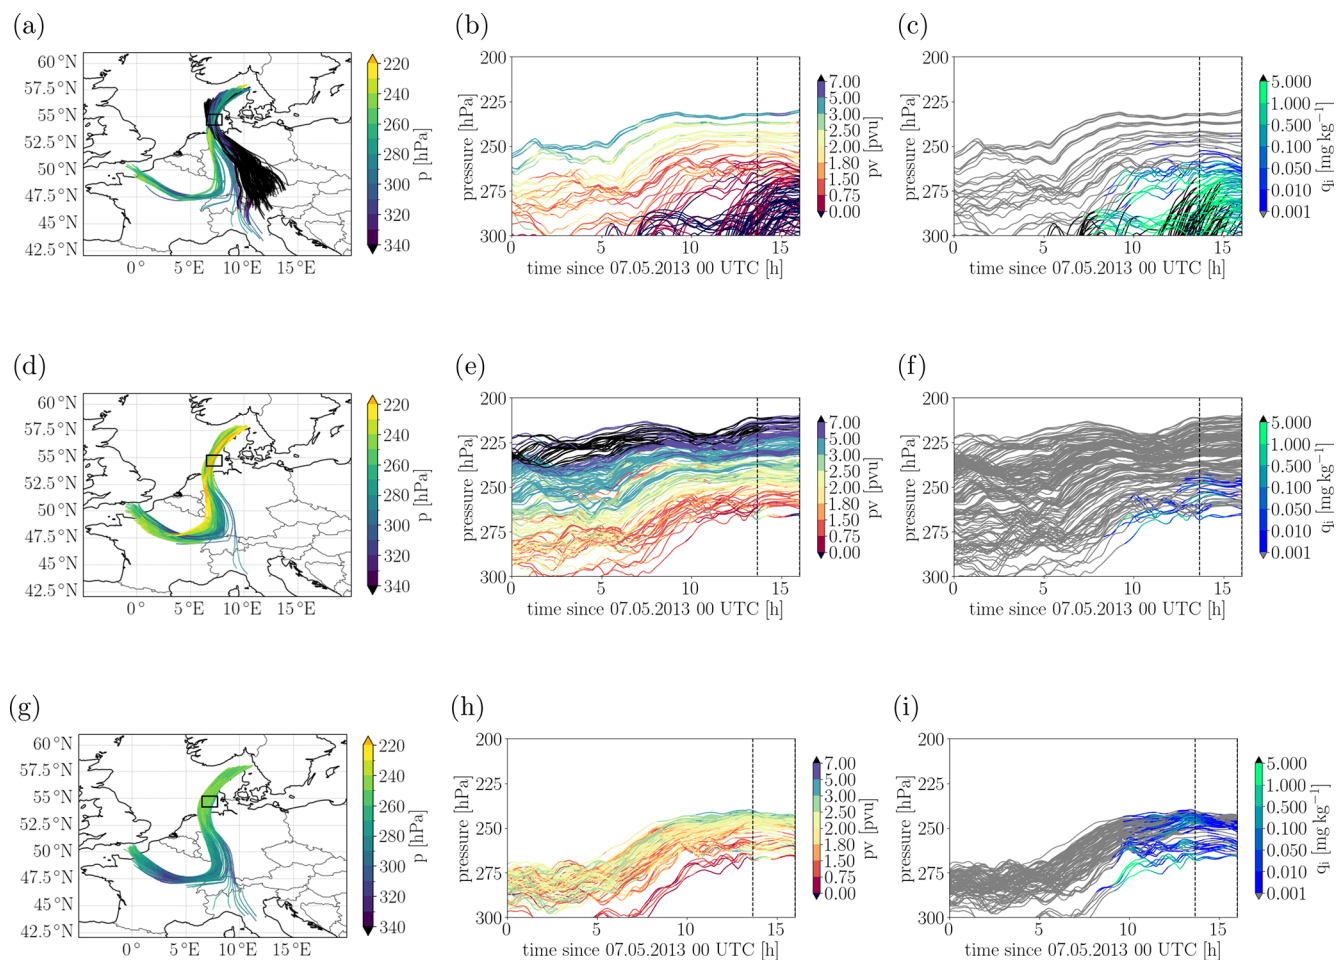 (a)
60°N
57.5°N
55°N
52.5°N
50°N
47.5°N
45°N
42.5°N
0° 5°E 10°E 15°E
220
240
260
280
300
320
340
p [hPa]
(b)
200
225
250
275
300
pressure [hPa]
0 5 10 15
time since 07.05.2013 00 UTC [h]
7.00
5.00
3.00
2.50
2.00
1.80
1.50
0.75
0.00
pv [pvu]
(c)
200
225
250
275
300
pressure [hPa]
0 5 10 15
time since 07.05.2013 00 UTC [h]
5.000
1.000
0.500
0.100
0.050
0.010
0.001
qᵢ [mg kg⁻¹]
(d)
60°N
57.5°N
55°N
52.5°N
50°N
47.5°N
45°N
42.5°N
0° 5°E 10°E 15°E
220
240
260
280
300
320
340
p [hPa]
(e)
200
225
250
275
300
pressure [hPa]
0 5 10 15
time since 07.05.2013 00 UTC [h]
7.00
5.00
3.00
2.50
2.00
1.80
1.50
0.75
0.00
pv [pvu]
(f)
200
225
250
275
300
pressure [hPa]
0 5 10 15
time since 07.05.2013 00 UTC [h]
5.000
1.000
0.500
0.100
0.050
0.010
0.001
qᵢ [mg kg⁻¹]
(g)
60°N
57.5°N
55°N
52.5°N
50°N
47.5°N
45°N
42.5°N
0° 5°E 10°E 15°E
220
240
260
280
300
320
340
p [hPa]
(h)
200
225
250
275
300
pressure [hPa]
0 5 10 15
time since 07.05.2013 00 UTC [h]
7.00
5.00
3.00
2.50
2.00
1.80
1.50
0.75
0.00
pv [pvu]
(i)
200
225
250
275
300
pressure [hPa]
0 5 10 15
time since 07.05.2013 00 UTC [h]
5.000
1.000
0.500
0.100
0.050
0.010
0.001
qᵢ [mg kg⁻¹]